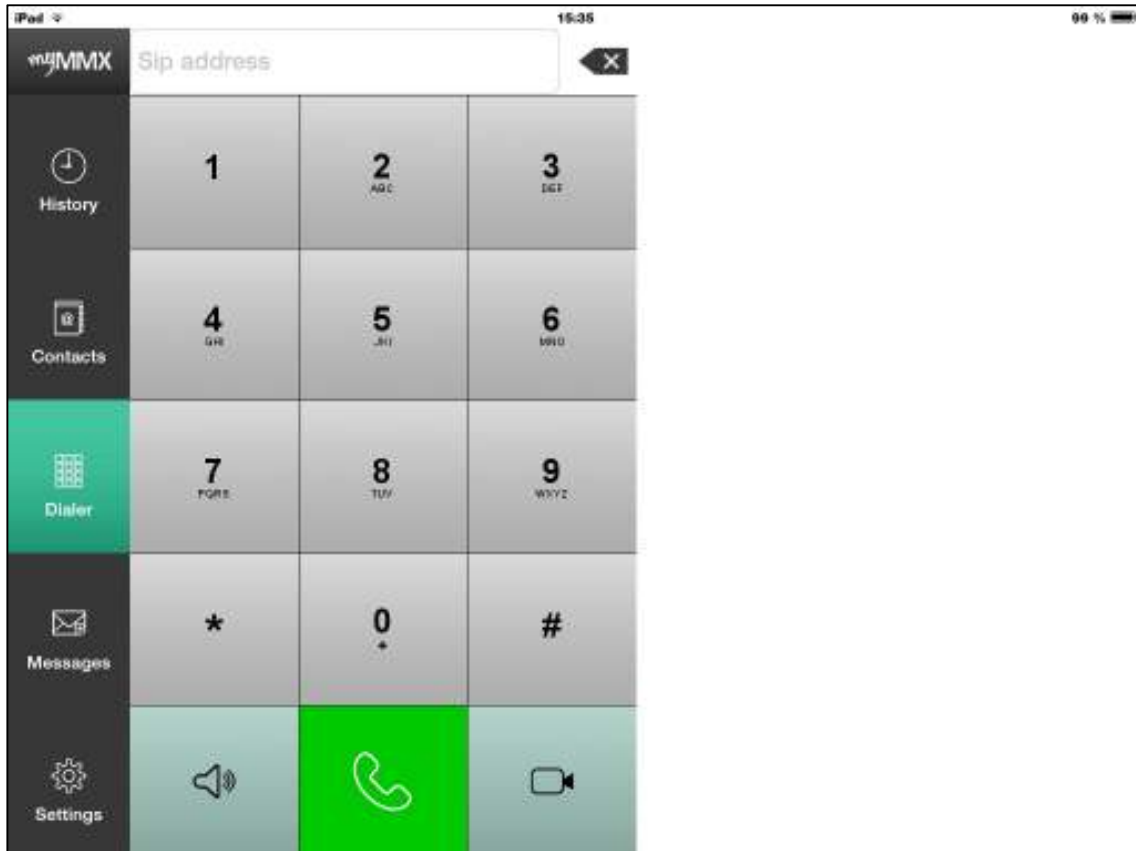 iPad 15:35 99 %
myMMX Sip address
History
Contacts
Dialer
Messages
Settings
1 2 3
ABC DEF
4 5 6
GHI JKL MNO
7 8 9
PQRS TUV WXYZ
* 0 #
+